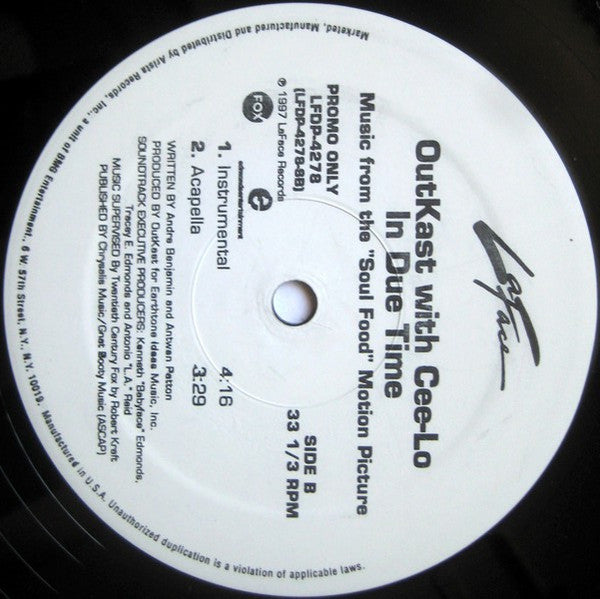 LaFace
OutKast with Cee-Lo
In Due Time
Music from the "Soul Food" Motion Picture
PROMO ONLY
LFDP-4278
(LFDP-4278-SB)
℗ 1997 LaFace Records
FOX
SIDE B
33 1/3 RPM
e
edmondsentertainment
1. Instrumental 4:16
2. Acapella 3:29
WRITTEN BY Andre Benjamin and Antwan Patton
PRODUCED BY OutKast for Earthtone Ideas Music, Inc.
SOUNDTRACK EXECUTIVE PRODUCERS: Kenneth "Babyface" Edmonds,
Tracey E. Edmonds and Antonio "L.A." Reid
MUSIC SUPERVISED BY Twentieth Century Fox by Robert Kraft
PUBLISHED BY Chrysalis Music/Gnat Booty Music (ASCAP)
Marketed, Manufactured and Distributed by Arista Records, Inc., a unit of BMG Entertainment, 6 W. 57th Street, N.Y., N.Y. 10019. Manufactured in U.S.A. Unauthorized duplication is a violation of applicable laws.